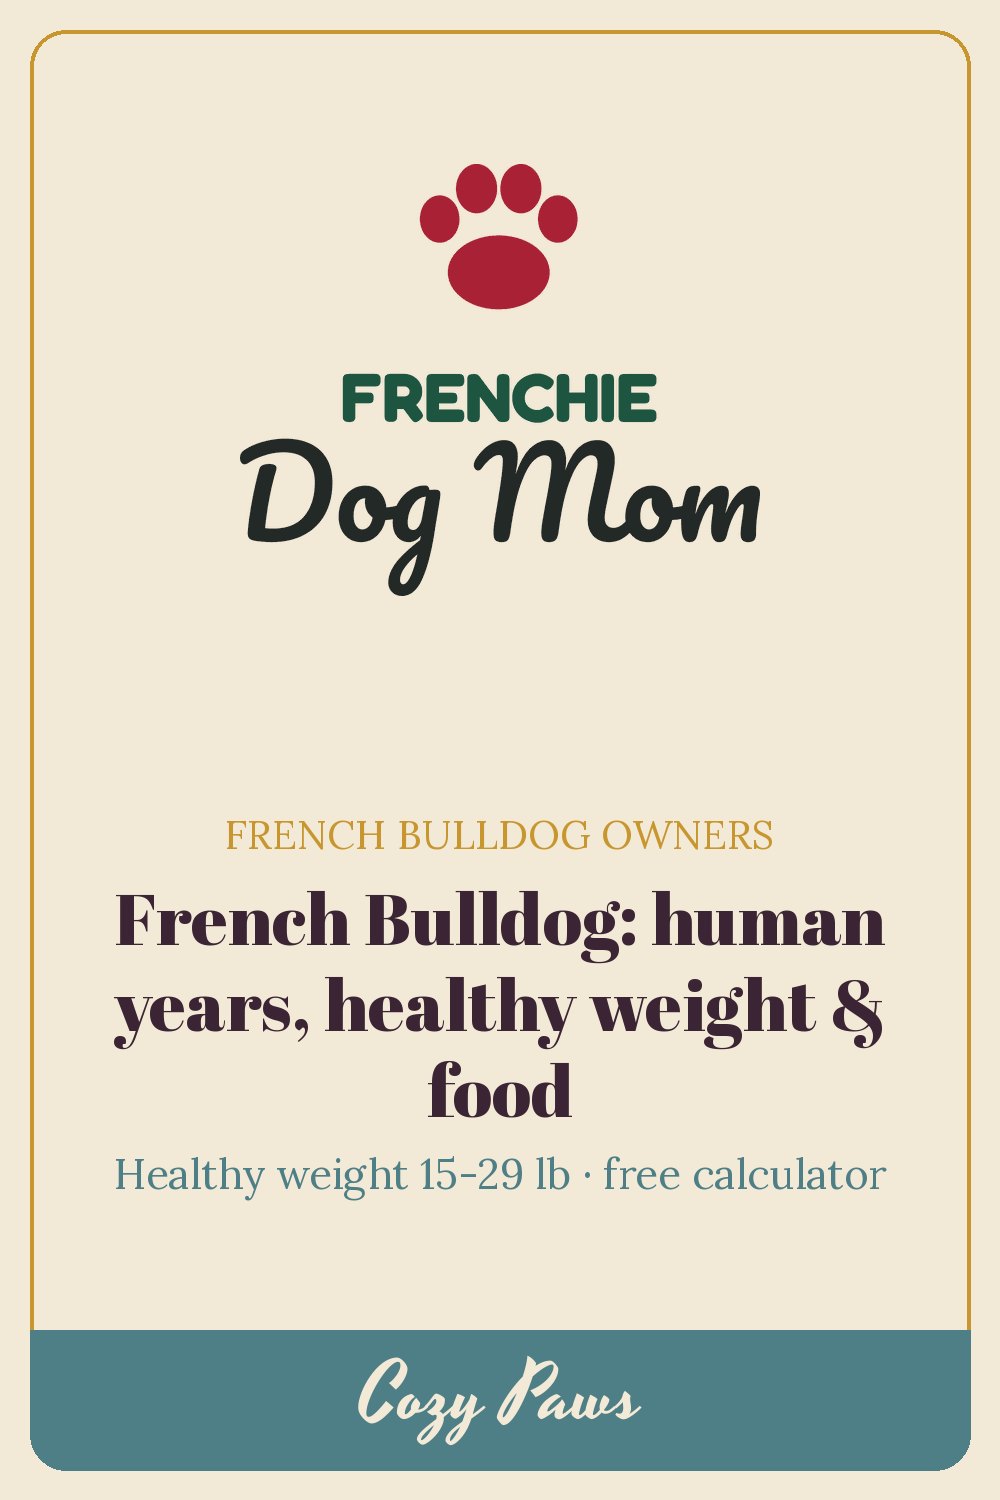 FRENCHIE
Dog Mom
FRENCH BULLDOG OWNERS
French Bulldog: human
years, healthy weight &
food
Healthy weight 15-29 lb · free calculator
Cozy Paws